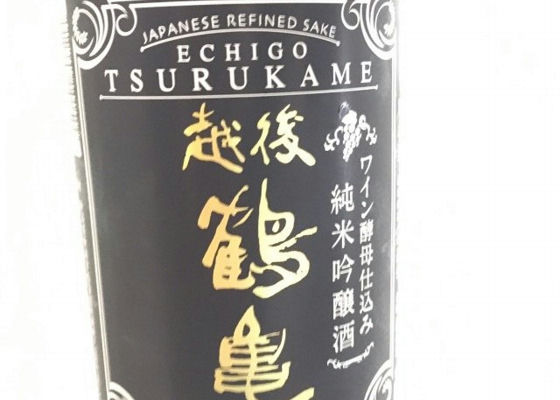 JAPANESE REFINED SAKE
ECHIGO
TSURUKAME
越後
鶴亀
ワイン酵母仕込み
純米吟醸酒